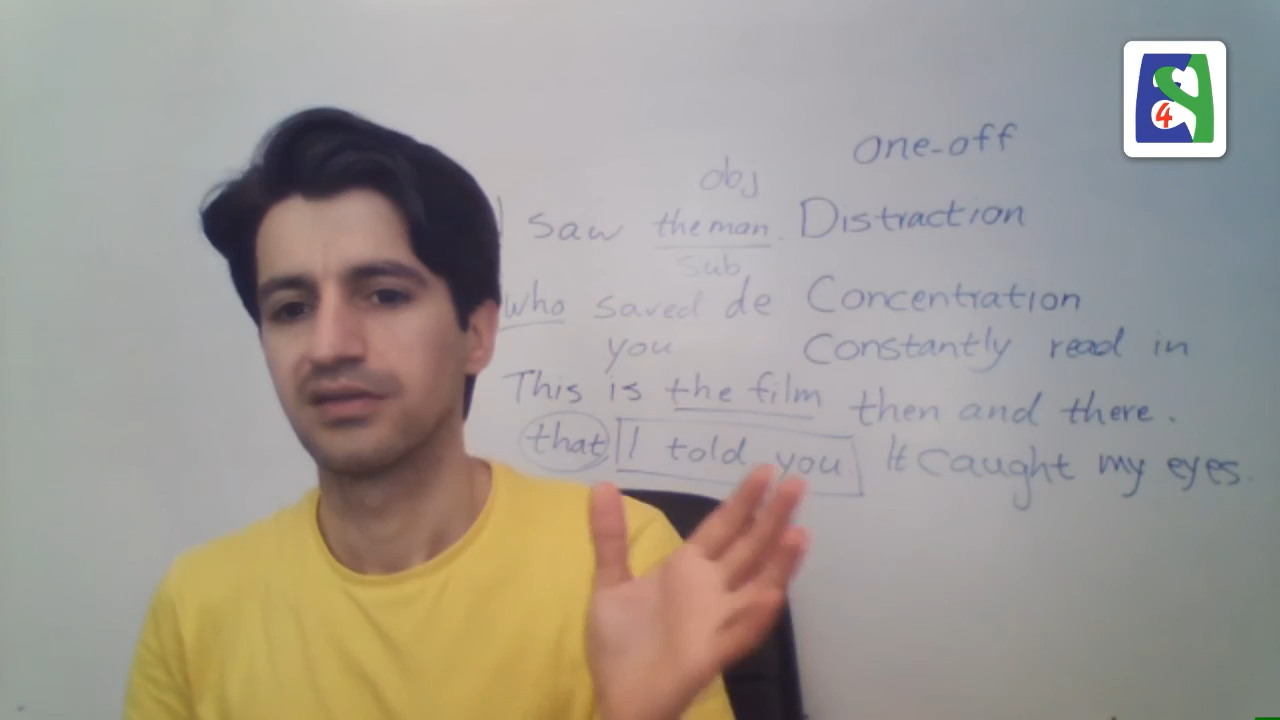 one-off
obj
I saw the man. Distraction
sub
who saved de Concentration
you Constantly read in
This is the film then and there.
that I told you It caught my eyes.
4